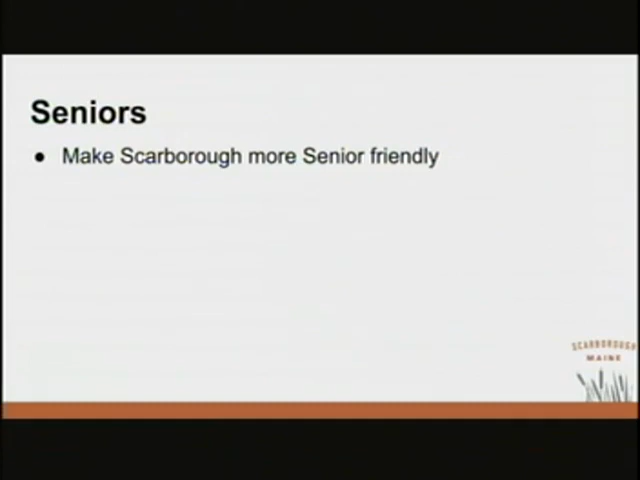 Seniors
● Make Scarborough more Senior friendly
SCARBOROUGH
MAINE